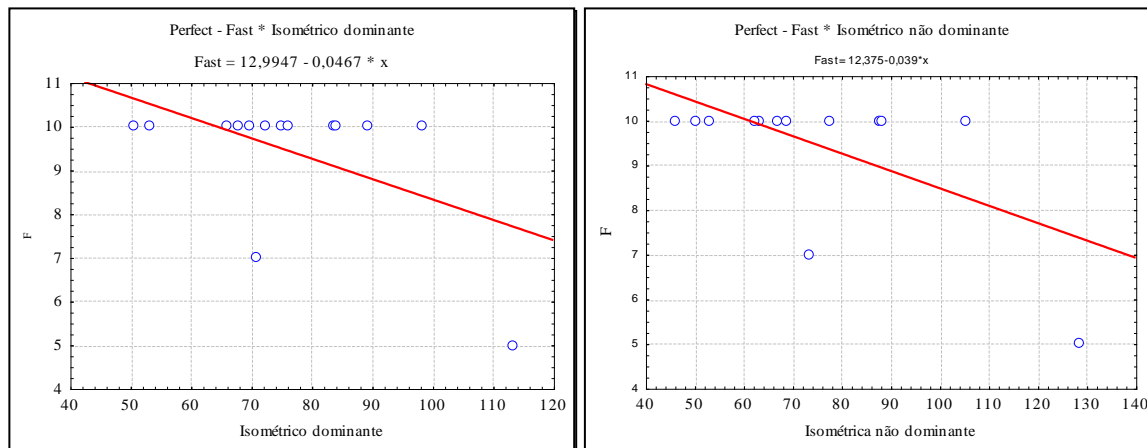 Perfect - Fast * Isométrico dominante
Fast = 12,9947 - 0,0467 * x
11
10
9
8
7
6
5
4
F
40 50 60 70 80 90 100 110 120
Isométrico dominante
Perfect - Fast * Isométrico não dominante
Fast= 12,375-0,039*x
11
10
9
8
7
6
5
4
F
40 50 60 70 80 90 100 110 120 130 140
Isométrica não dominante